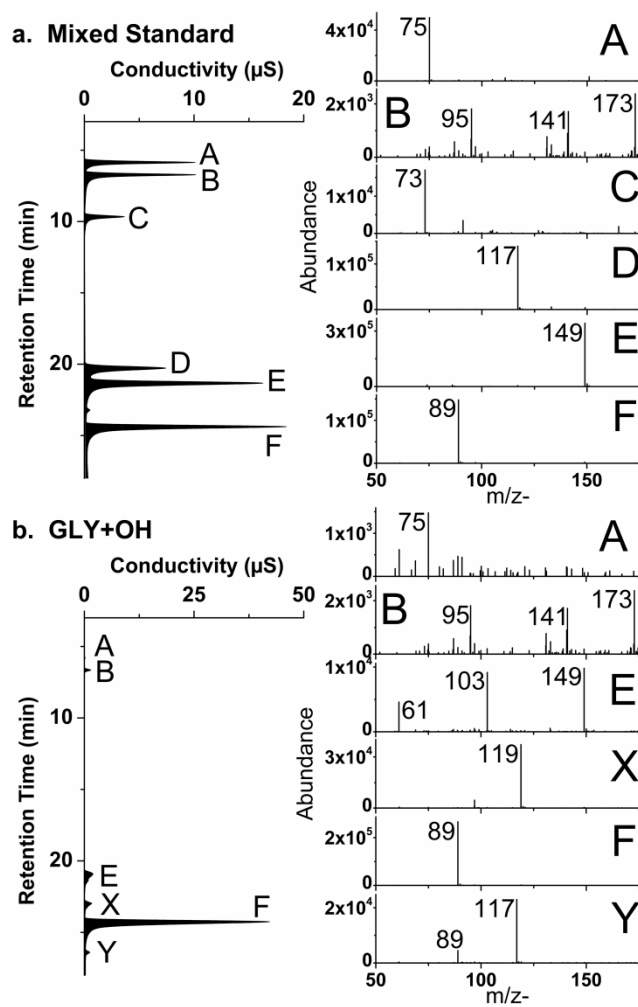 a. Mixed Standard
Conductivity (µS)
0 10 20
Retention Time (min)
10
20
A
B
C
D
E
F
Abundance
4x10⁴
0
75
A
2x10³
0
B
95
141
173
1x10⁴
0
73
C
1x10⁵
0
117
D
3x10⁵
0
149
E
1x10⁵
0
89
F
50 100 150
m/z-
b. GLY+OH
Conductivity (µS)
0 25 50
Retention Time (min)
10
20
A
B
E
X
F
Y
Abundance
1x10³
0
75
A
2x10³
0
B
95
141
173
1x10⁴
0
61
103
149
E
3x10⁴
0
119
X
2x10⁵
0
89
F
2x10⁴
0
89
117
Y
50 100 150
m/z-